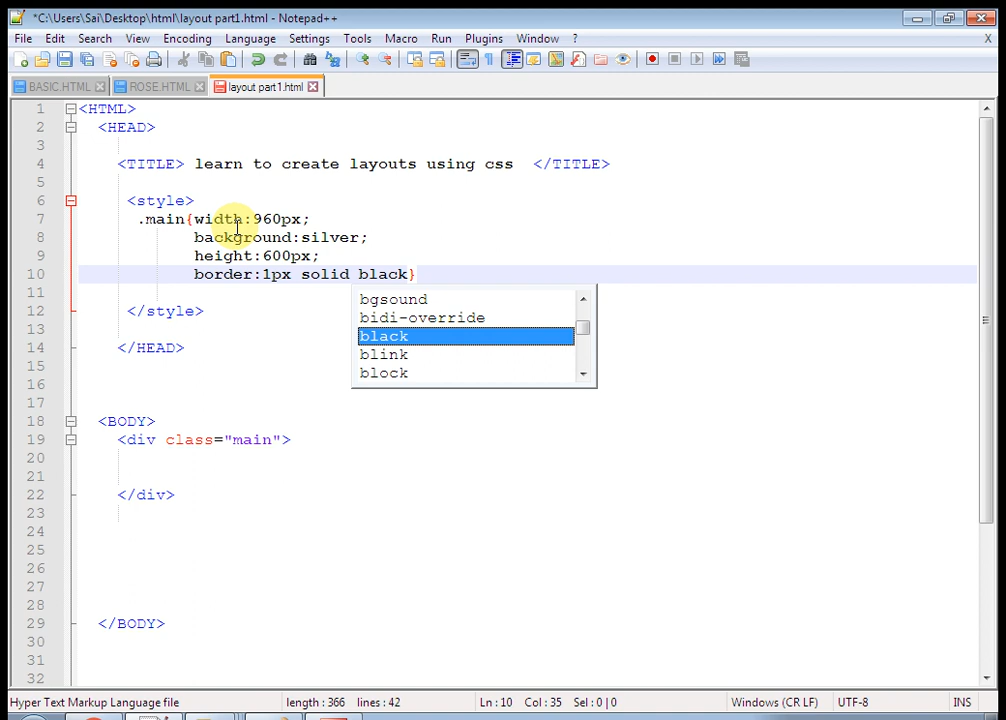 *C:\Users\Sai\Desktop\html\layout part1.html - Notepad++
File Edit Search View Encoding Language Settings Tools Macro Run Plugins Window ? X
BASIC HTML ROSE HTML layout part1.html
1 <HTML>
2 <HEAD>
3
4 <TITLE> learn to create layouts using css </TITLE>
5
6 <style>
7 .main{width:960px;
8 background:silver;
9 height:600px;
10 border:1px solid black}
11
bgsound
12 </style>
bidi-override
13
black
14 </HEAD>
blink
15
block
16
17
18 <BODY>
19 <div class="main">
20
21
22 </div>
23
24
25
26
27
28
29 </BODY>
30
31
32
Hyper Text Markup Language file length : 366 lines : 42 Ln : 10 Col : 35 Sel : 0 | 0 Windows (CR LF) UTF-8 INS